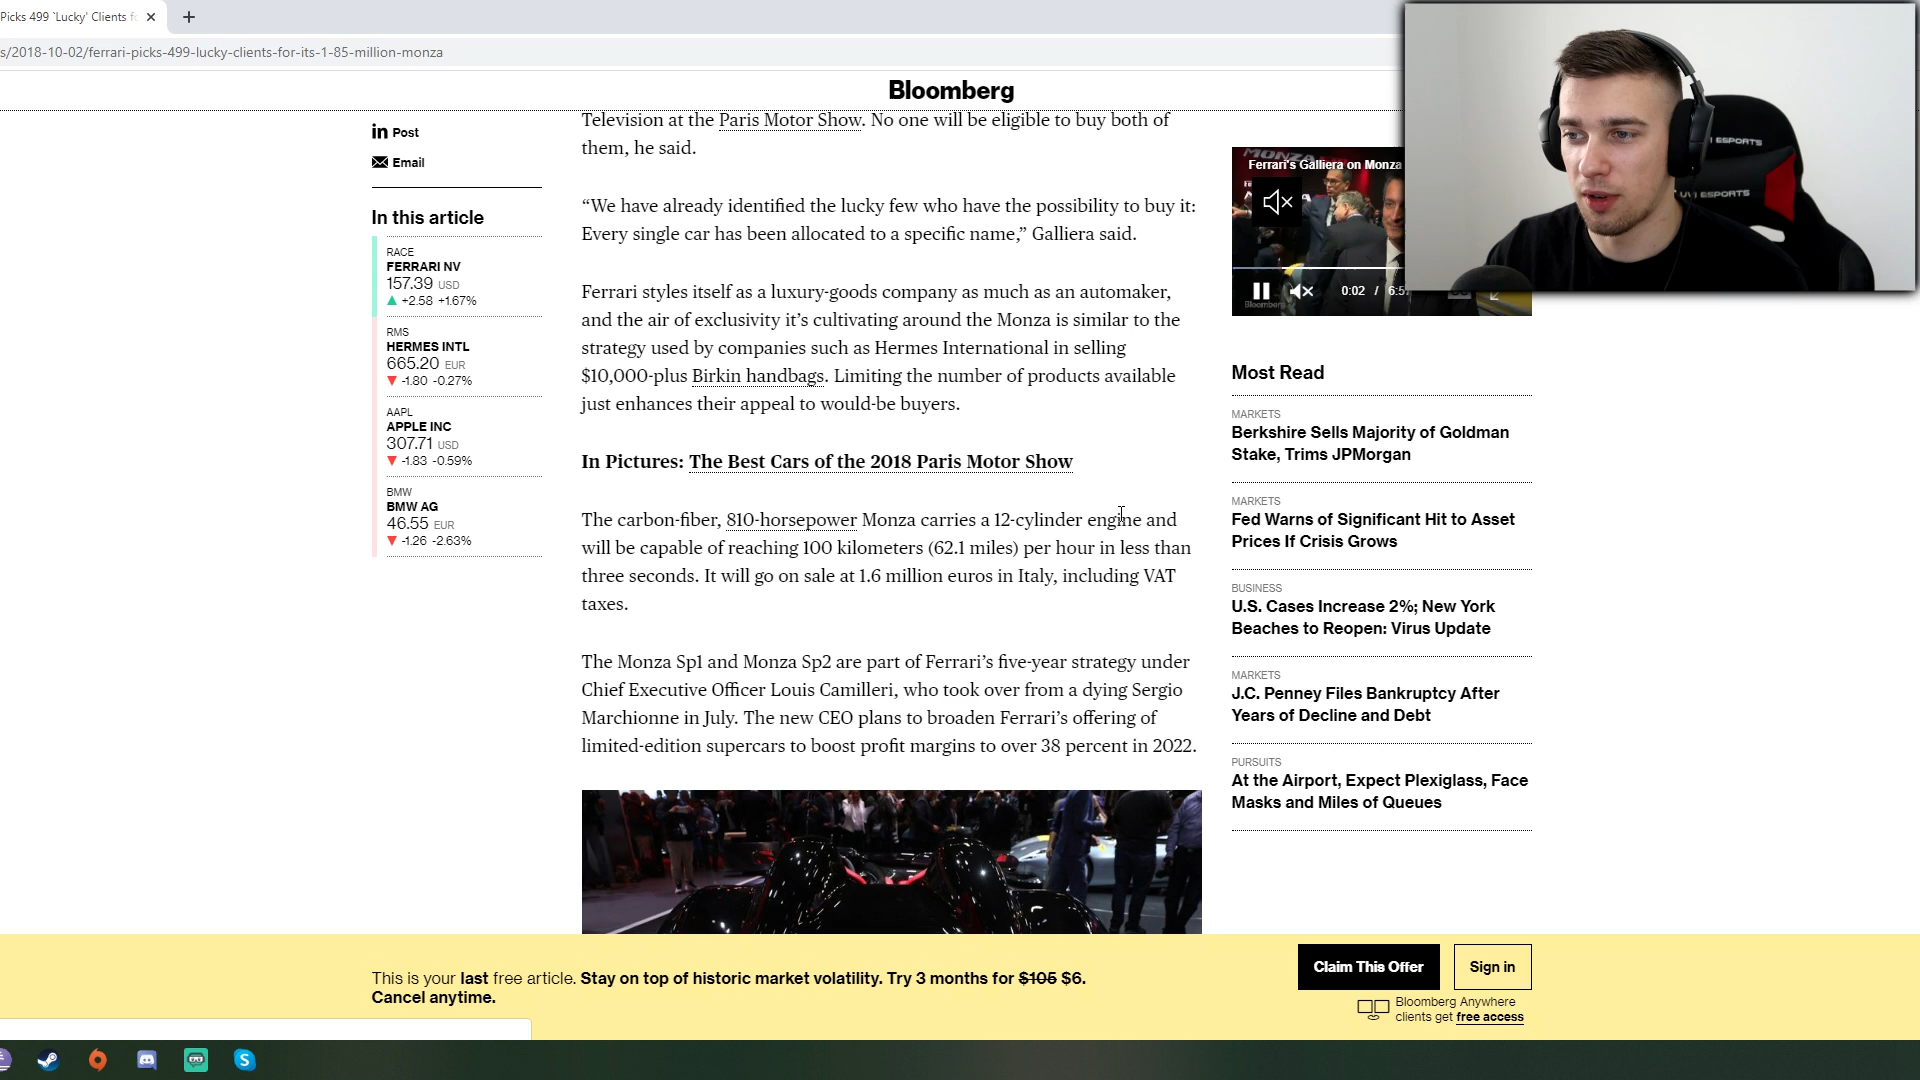 Picks 499 `Lucky' Clients f
s/2018-10-02/ferrari-picks-499-lucky-clients-for-its-1-85-million-monza
Bloomberg
Post
Email
In this article
RACE
FERRARI NV
157.39 USD
+2.58 +1.67%
RMS
HERMES INTL
665.20 EUR
-1.80 -0.27%
AAPL
APPLE INC
307.71 USD
-1.83 -0.59%
BMW
BMW AG
46.55 EUR
-1.26 -2.63%
Television at the Paris Motor Show. No one will be eligible to buy both of
them, he said.
“We have already identified the lucky few who have the possibility to buy it:
Every single car has been allocated to a specific name,” Galliera said.
Ferrari styles itself as a luxury-goods company as much as an automaker,
and the air of exclusivity it’s cultivating around the Monza is similar to the
strategy used by companies such as Hermes International in selling
$10,000-plus Birkin handbags. Limiting the number of products available
just enhances their appeal to would-be buyers.
In Pictures: The Best Cars of the 2018 Paris Motor Show
The carbon-fiber, 810-horsepower Monza carries a 12-cylinder engine and
will be capable of reaching 100 kilometers (62.1 miles) per hour in less than
three seconds. It will go on sale at 1.6 million euros in Italy, including VAT
taxes.
The Monza Sp1 and Monza Sp2 are part of Ferrari’s five-year strategy under
Chief Executive Officer Louis Camilleri, who took over from a dying Sergio
Marchionne in July. The new CEO plans to broaden Ferrari’s offering of
limited-edition supercars to boost profit margins to over 38 percent in 2022.
MONZA
Ferrari's Galliera on Monza
0:02 / 6:5
Bloomberg
ESPORTS
UVI ESPORTS
Most Read
MARKETS
Berkshire Sells Majority of Goldman
Stake, Trims JPMorgan
MARKETS
Fed Warns of Significant Hit to Asset
Prices If Crisis Grows
BUSINESS
U.S. Cases Increase 2%; New York
Beaches to Reopen: Virus Update
MARKETS
J.C. Penney Files Bankruptcy After
Years of Decline and Debt
PURSUITS
At the Airport, Expect Plexiglass, Face
Masks and Miles of Queues
This is your last free article. Stay on top of historic market volatility. Try 3 months for $105 $6.
Cancel anytime.
Claim This Offer
Sign in
Bloomberg Anywhere
clients get free access